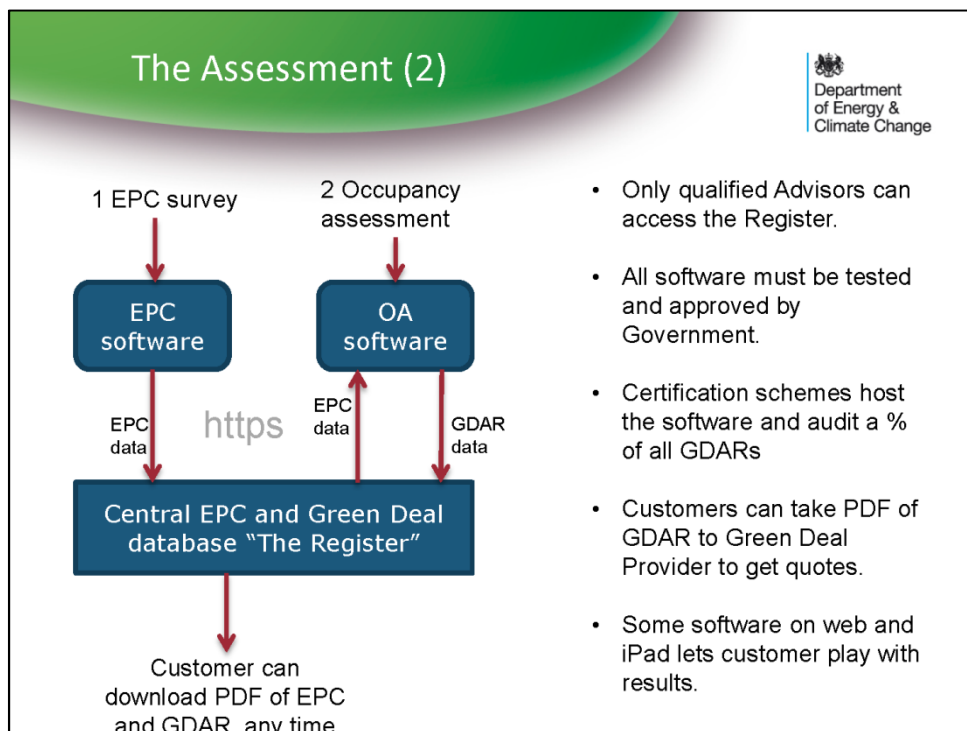 The Assessment (2)
Department
of Energy &
Climate Change
1 EPC survey
2 Occupancy
assessment
EPC
software
OA
software
EPC
data
https
EPC
data
GDAR
data
Central EPC and Green Deal
database “The Register”
Customer can
download PDF of EPC
and GDAR, any time
• Only qualified Advisors can
access the Register.
• All software must be tested
and approved by
Government.
• Certification schemes host
the software and audit a %
of all GDARs
• Customers can take PDF of
GDAR to Green Deal
Provider to get quotes.
• Some software on web and
iPad lets customer play with
results.